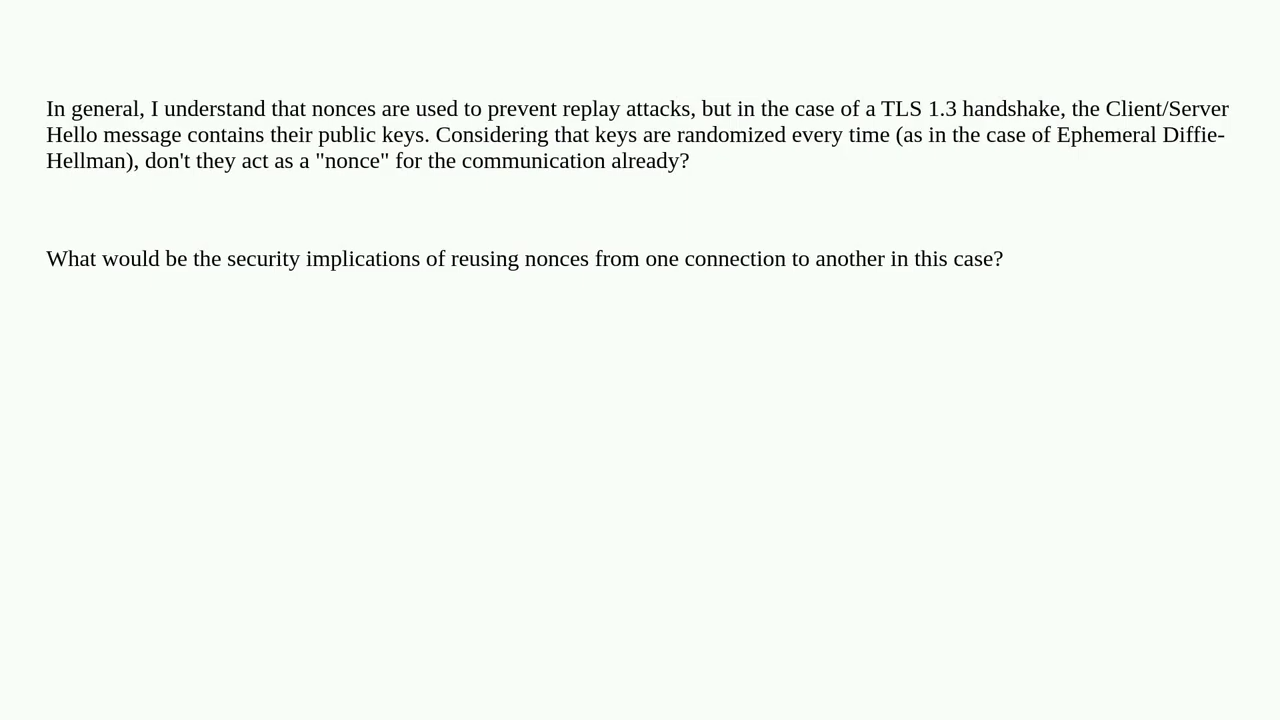 In general, I understand that nonces are used to prevent replay attacks, but in the case of a TLS 1.3 handshake, the Client/Server
Hello message contains their public keys. Considering that keys are randomized every time (as in the case of Ephemeral Diffie-
Hellman), don't they act as a "nonce" for the communication already?
What would be the security implications of reusing nonces from one connection to another in this case?